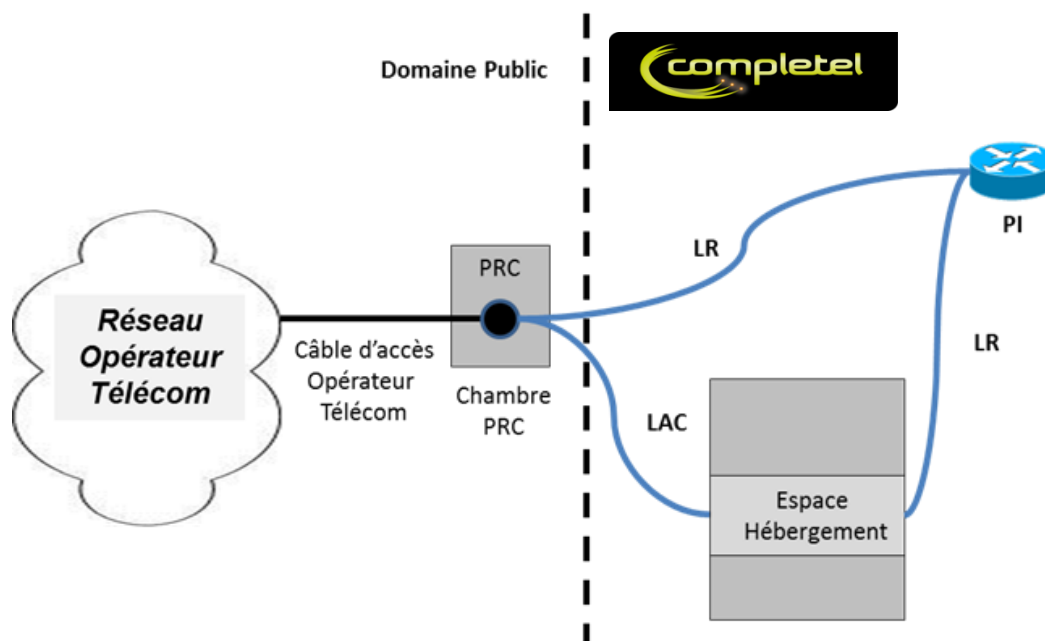 Domaine Public
completel
PI
LR
PRC
Réseau
Opérateur
Télécom
Câble d’accès
Opérateur
Télécom
Chambre
PRC
LR
LAC
Espace
Hébergement